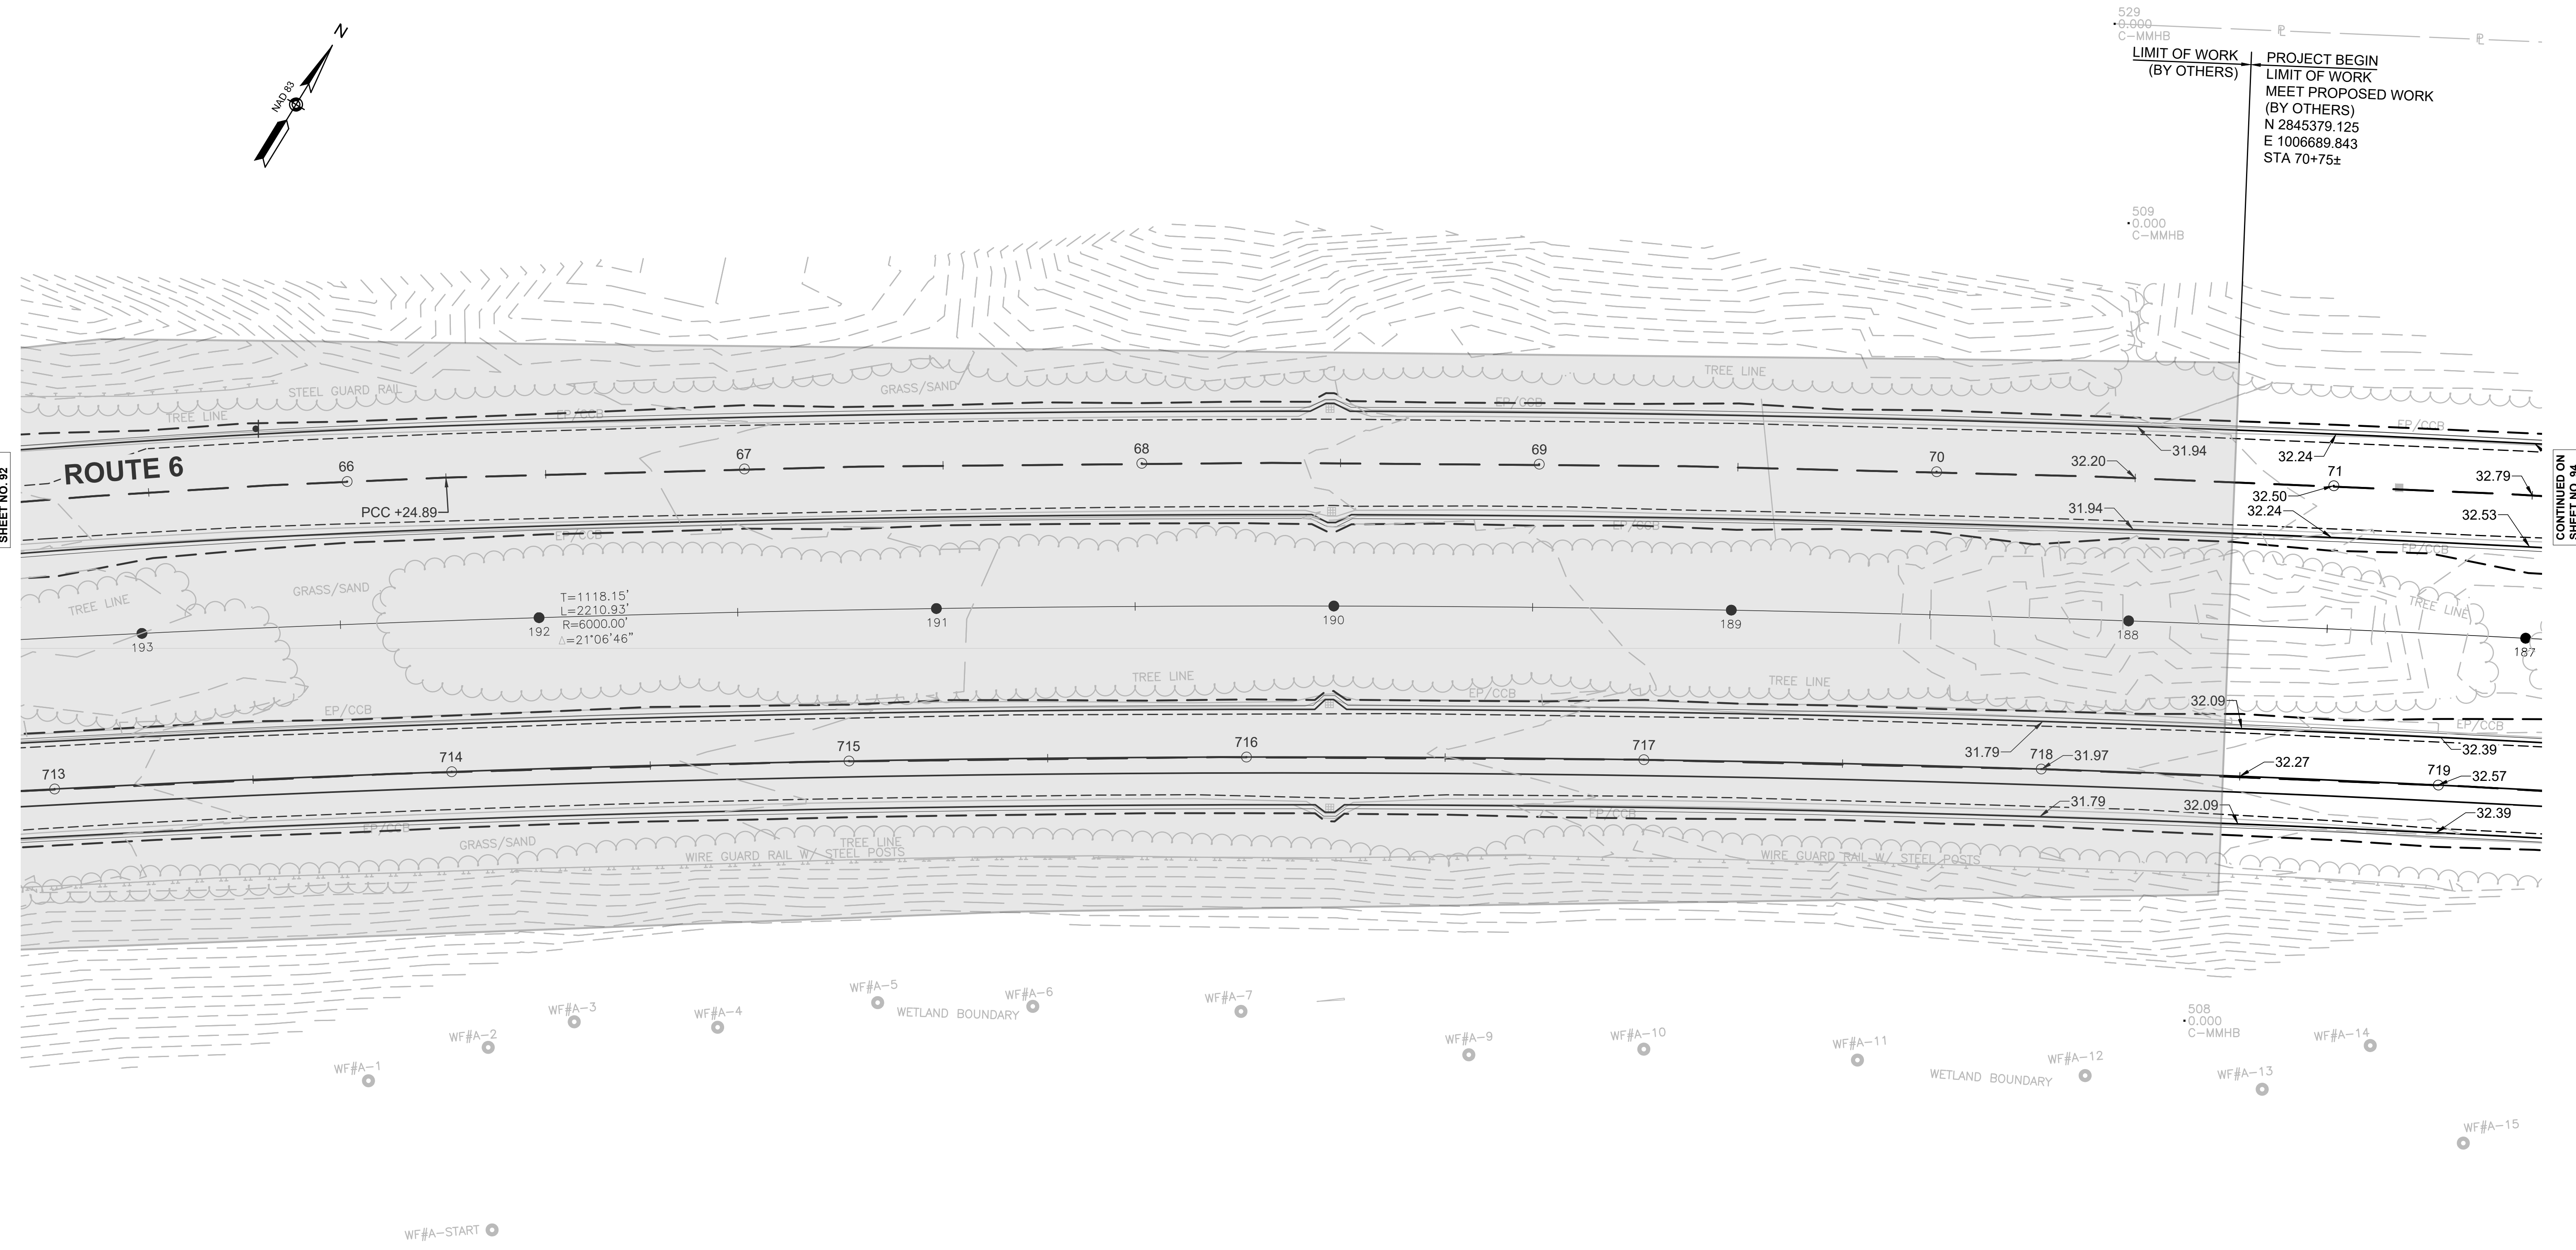 N
NAD 83
529
0.000
C-MMHB
LIMIT OF WORK
(BY OTHERS)
PROJECT BEGIN
LIMIT OF WORK
MEET PROPOSED WORK
(BY OTHERS)
N 2845379.125
E 1006689.843
STA 70+75±
509
0.000
C-MMHB
STEEL GUARD RAIL
GRASS/SAND
TREE LINE
TREE LINE
EP/CCB
EP/CCB
EP/CCB
SHEET NO. 92
ROUTE 6
66
67
68
69
70
71
PCC +24.89
31.94
32.20
32.24
32.50
32.79
31.94
32.24
32.53
CONTINUED ON
SHEET NO. 94
EP/CCB
EP/CCB
EP/CCB
TREE LINE
GRASS/SAND
T=1118.15'
L=2210.93'
R=6000.00'
△=21°06'46"
TREE LINE
193
192
191
190
189
188
187
TREE LINE
TREE LINE
EP/CCB
EP/CCB
EP/CCB
32.09
713
714
715
716
717
31.79
718
31.97
32.27
32.39
719
32.57
31.79
32.09
32.39
EP/CCB
EP/CCB
GRASS/SAND
TREE LINE
WIRE GUARD RAIL W/ STEEL POSTS
WIRE GUARD RAIL W/ STEEL POSTS
WF#A-1
WF#A-2
WF#A-3
WF#A-4
WF#A-5
WETLAND BOUNDARY
WF#A-6
WF#A-7
WF#A-9
WF#A-10
WF#A-11
WETLAND BOUNDARY
WF#A-12
508
0.000
C-MMHB
WF#A-13
WF#A-14
WF#A-15
WF#A-START